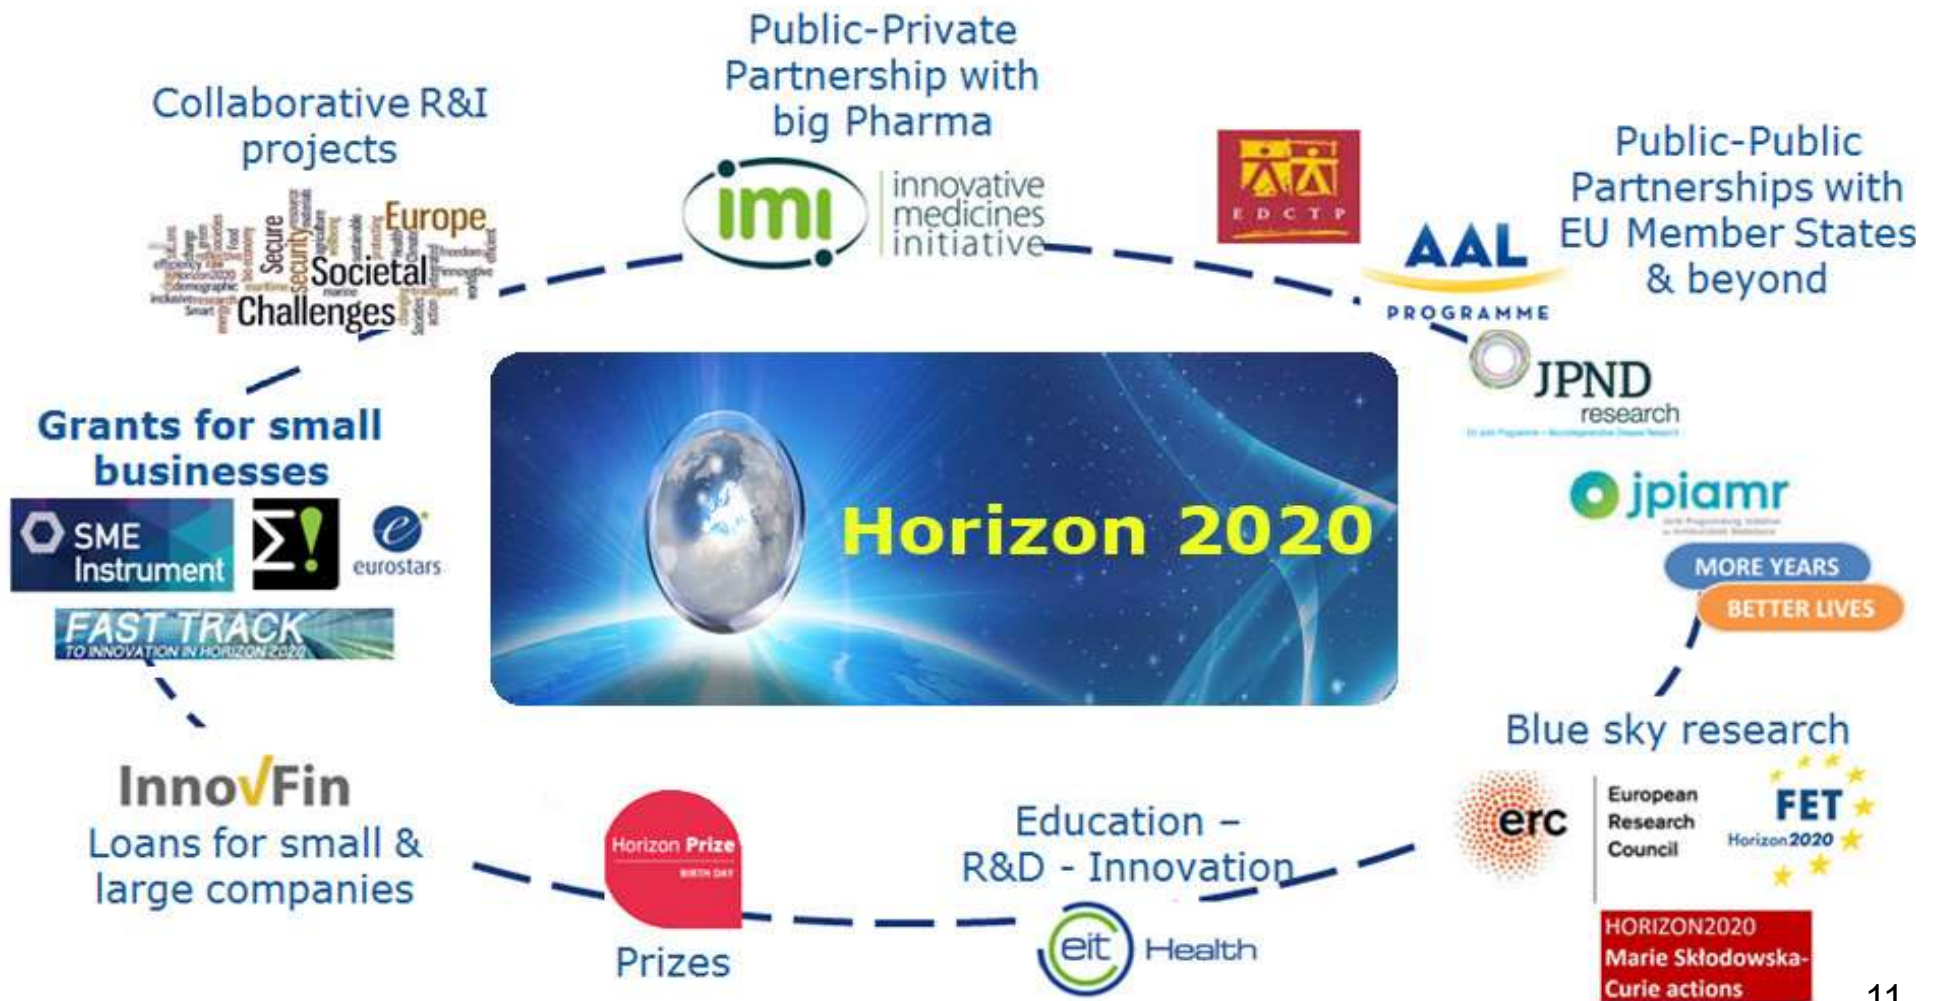 Public-Private
Partnership with
big Pharma
imi
innovative
medicines
initiative
Collaborative R&I
projects
Europe
Secure
security
Societal
Challenges
EDCTP
AAL
PROGRAMME
Public-Public
Partnerships with
EU Member States
& beyond
JPND
research
jpiamr
MORE YEARS
BETTER LIVES
Grants for small
businesses
SME
Instrument
Σ!
eurostars
FAST TRACK
TO INNOVATION IN HORIZON 2020
Horizon 2020
InnovFin
Loans for small &
large companies
Horizon Prize
BIRTH DAY
Prizes
Education –
R&D - Innovation
eit Health
Blue sky research
erc
European
Research
Council
FET
Horizon2020
HORIZON2020
Marie Skłodowska-
Curie actions
11